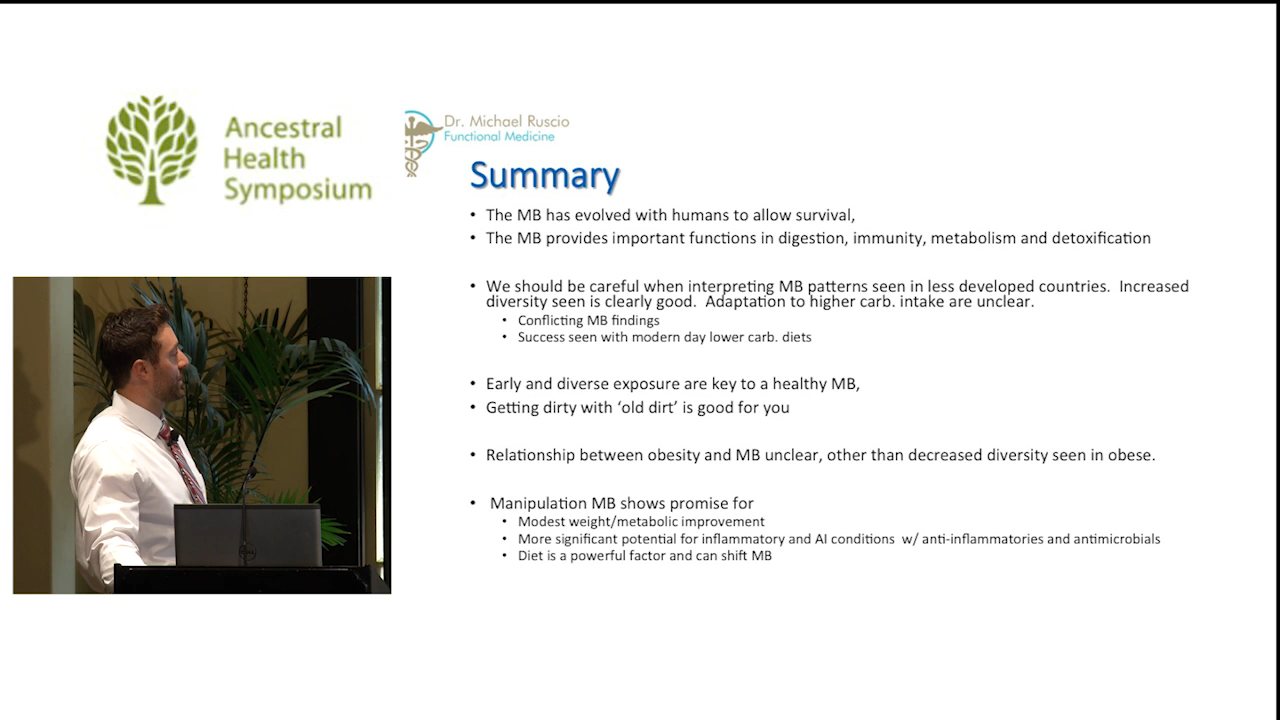 Ancestral
Health
Symposium
Dr. Michael Ruscio
Functional Medicine
Summary
• The MB has evolved with humans to allow survival,
• The MB provides important functions in digestion, immunity, metabolism and detoxification
• We should be careful when interpreting MB patterns seen in less developed countries. Increased
diversity seen is clearly good. Adaptation to higher carb. intake are unclear.
• Conflicting MB findings
• Success seen with modern day lower carb. diets
• Early and diverse exposure are key to a healthy MB,
• Getting dirty with ‘old dirt’ is good for you
• Relationship between obesity and MB unclear, other than decreased diversity seen in obese.
• Manipulation MB shows promise for
• Modest weight/metabolic improvement
• More significant potential for inflammatory and AI conditions w/ anti-inflammatories and antimicrobials
• Diet is a powerful factor and can shift MB